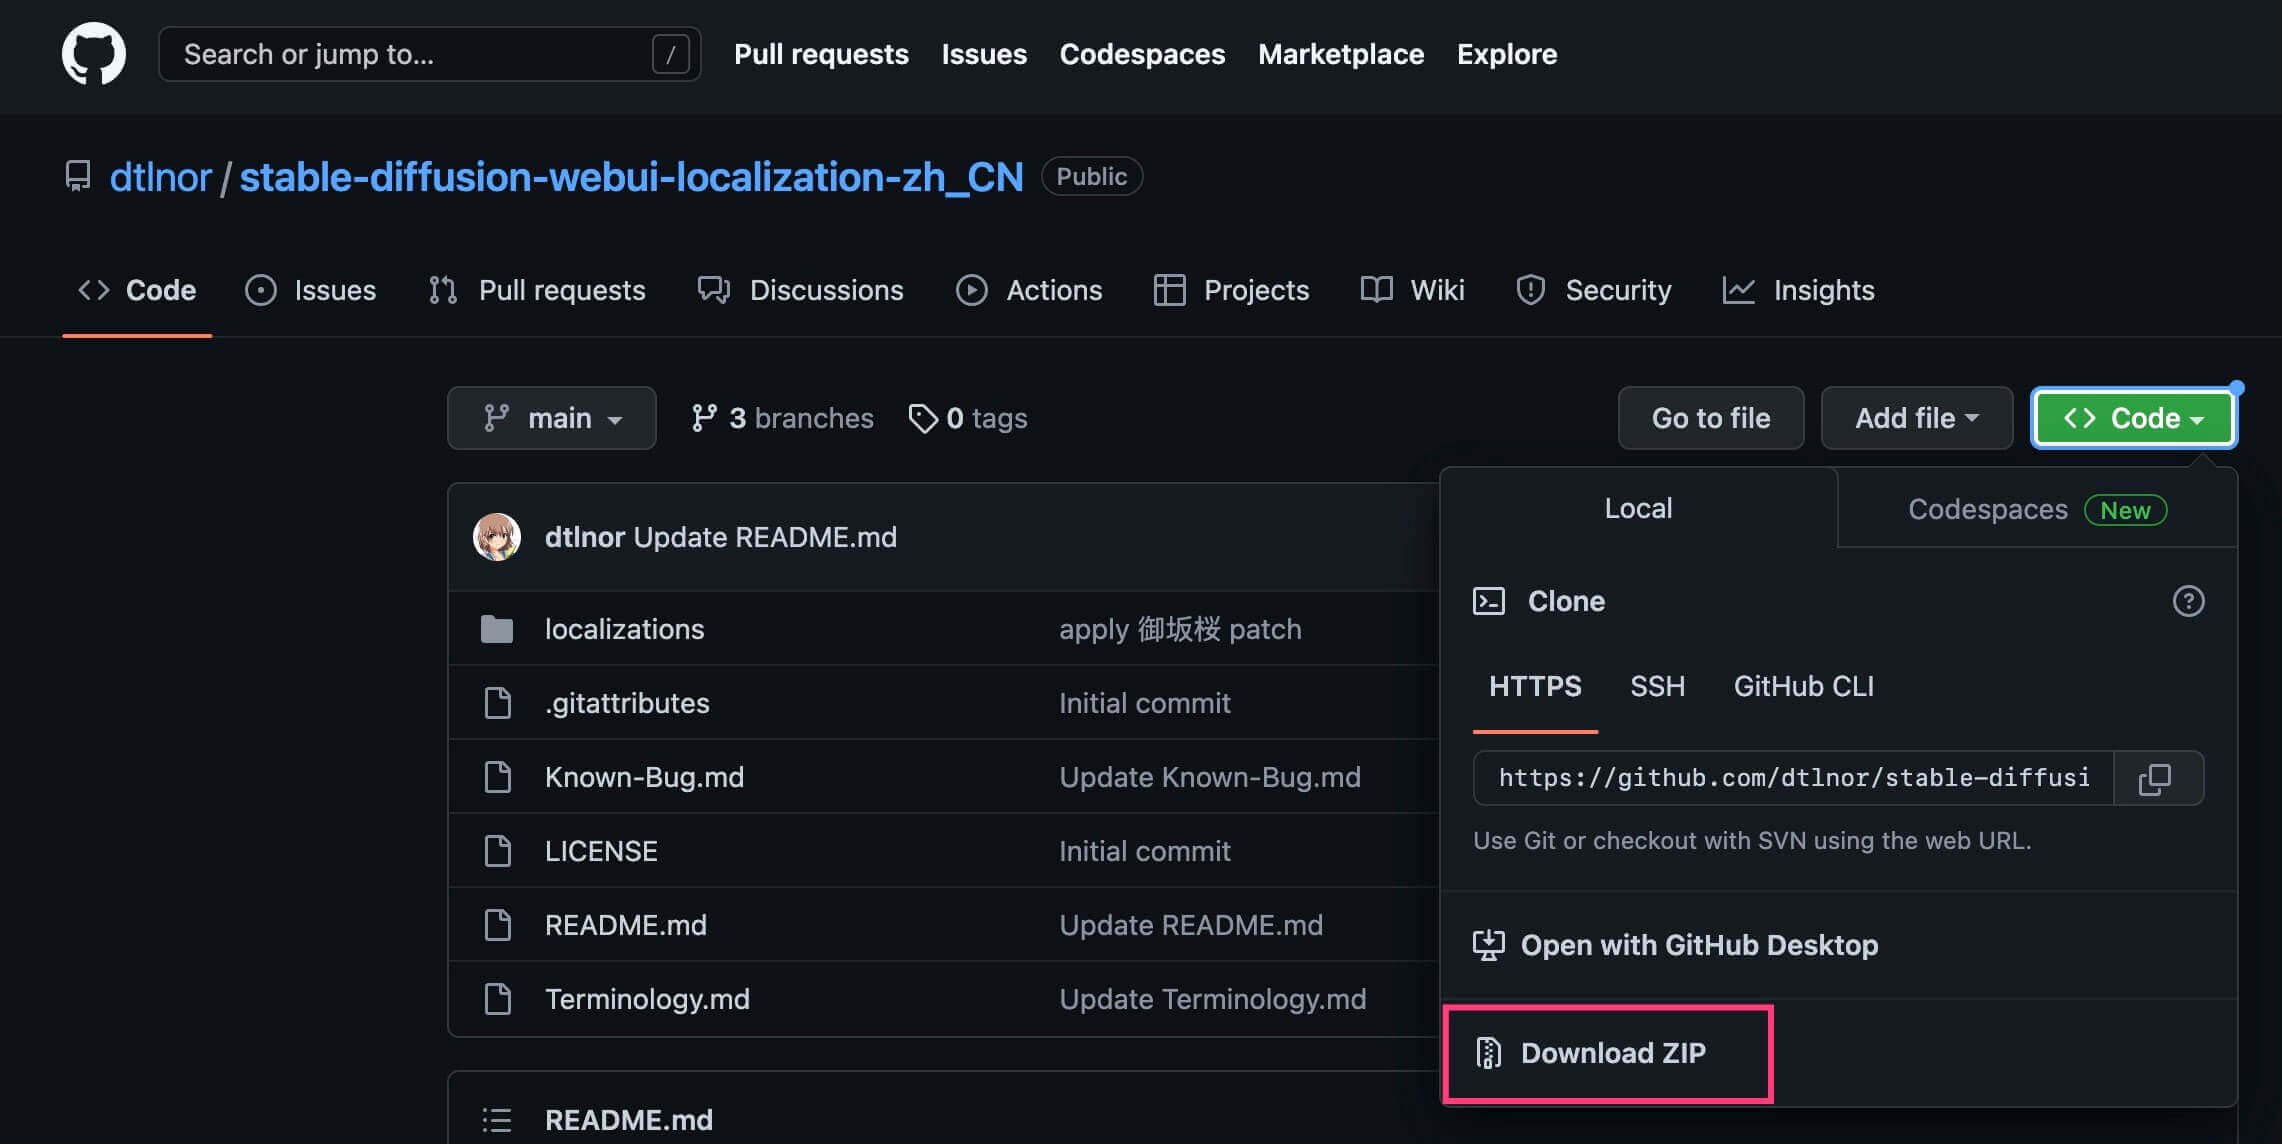 Search or jump to... /
Pull requests Issues Codespaces Marketplace Explore
dtlnor / stable-diffusion-webui-localization-zh_CN Public
Code Issues Pull requests Discussions Actions Projects Wiki Security Insights
main 3 branches 0 tags Go to file Add file Code
dtlnor Update README.md
localizations apply 御坂桜 patch
.gitattributes Initial commit
Known-Bug.md Update Known-Bug.md
LICENSE Initial commit
README.md Update README.md
Terminology.md Update Terminology.md
README.md
Local Codespaces New
Clone
HTTPS SSH GitHub CLI
https://github.com/dtlnor/stable-diffusi
Use Git or checkout with SVN using the web URL.
Open with GitHub Desktop
Download ZIP